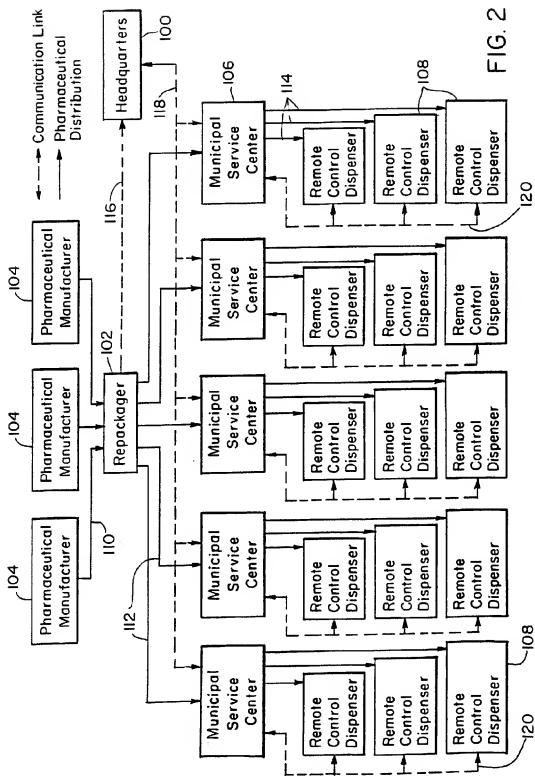 Communication Link
Pharmaceutical
Distribution
104
Pharmaceutical
Manufacturer
104
Pharmaceutical
Manufacturer
104
Pharmaceutical
Manufacturer
110
102
Repackager
116
Headquarters
100
118
112
Municipal
Service
Center
Municipal
Service
Center
Municipal
Service
Center
Municipal
Service
Center
Municipal
Service
Center
106
114
108
Remote
Control
Dispenser
Remote
Control
Dispenser
Remote
Control
Dispenser
Remote
Control
Dispenser
Remote
Control
Dispenser
Remote
Control
Dispenser
Remote
Control
Dispenser
Remote
Control
Dispenser
Remote
Control
Dispenser
Remote
Control
Dispenser
Remote
Control
Dispenser
Remote
Control
Dispenser
Remote
Control
Dispenser
Remote
Control
Dispenser
Remote
Control
Dispenser
108
120
120
FIG. 2